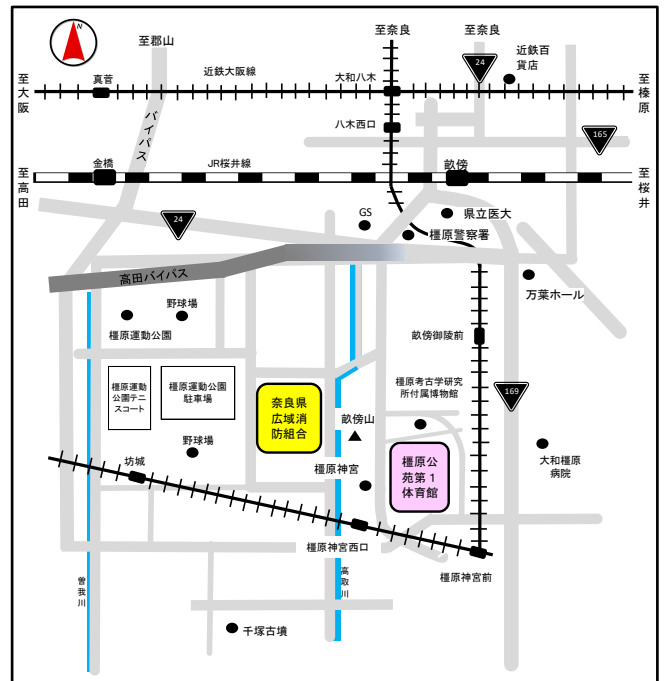 N
至郡山
至奈良
至奈良
24
近鉄百
貨店
至大阪
真菅
近鉄大阪線
大和八木
至榛原
バイパス
八木西口
165
至高田
金橋
JR桜井線
畝傍
至桜井
24
GS
県立医大
橿原警察署
高田バイパス
万葉ホール
野球場
橿原運動公園
畝傍御陵前
橿原運動
公園テニ
スコート
橿原運動公園
駐車場
奈良県
広域消
防組合
橿原考古学研究
所付属博物館
169
畝傍山
野球場
坊城
橿原神宮
橿原公
苑第1
体育館
大和橿原
病院
橿原神宮西口
橿原神宮前
曽我川
高取川
千塚古墳